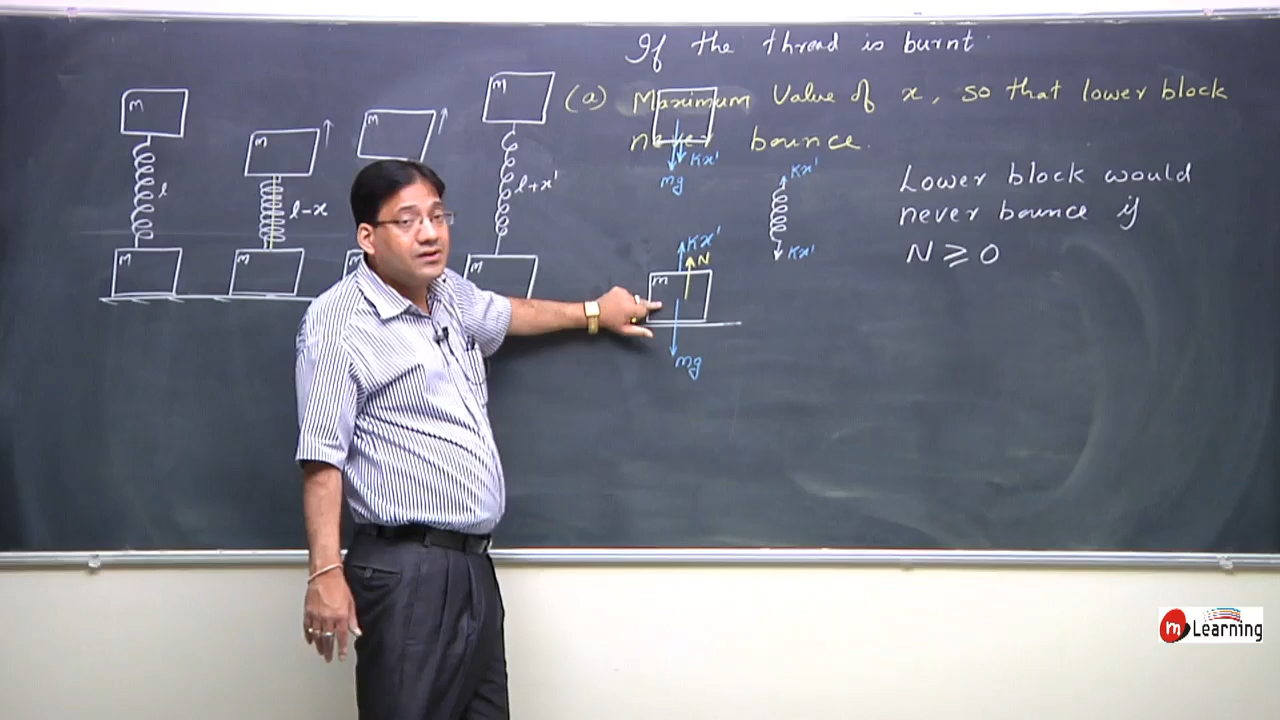 If the thread is burnt
(a) Maximum Value of x, so that lower block
never bounce.
Lower block would
never bounce if
N ≥ 0
m
l
m
m
l-x
m
m
m
l+x'
Kx'
mg
Kx'
N
m
mg
Kx'
Kx'
m Learning